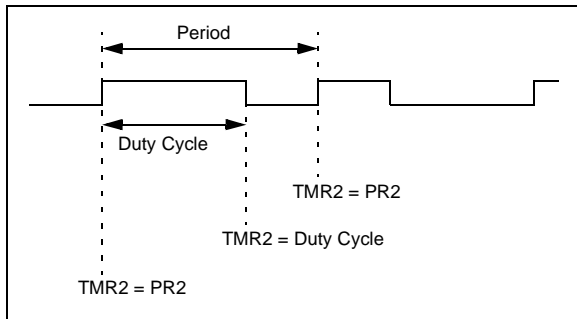 Period
Duty Cycle
TMR2 = PR2
TMR2 = Duty Cycle
TMR2 = PR2